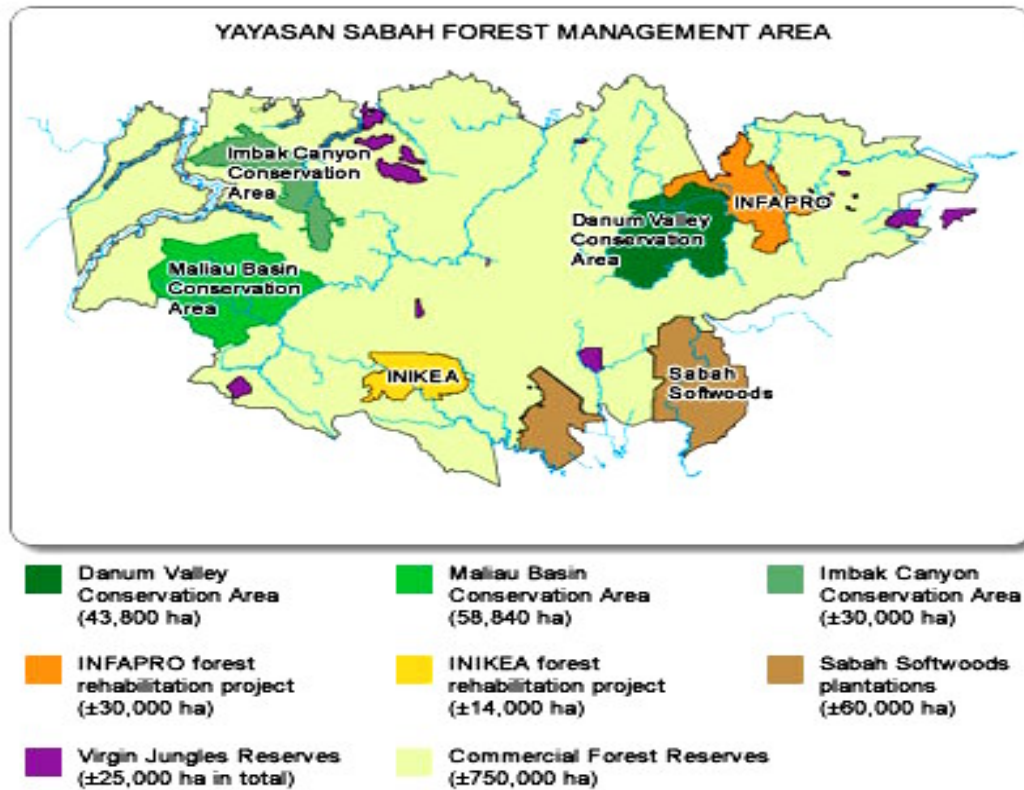 YAYASAN SABAH FOREST MANAGEMENT AREA
Imbak Canyon
Conservation
Area
INFAPRO
Danum Valley
Conservation
Area
Maliau Basin
Conservation
Area
INIKEA
Sabah
Softwoods
Danum Valley
Conservation Area
(43,800 ha)
Maliau Basin
Conservation Area
(58,840 ha)
Imbak Canyon
Conservation Area
(±30,000 ha)
INFAPRO forest
rehabilitation project
(±30,000 ha)
INIKEA forest
rehabilitation project
(±14,000 ha)
Sabah Softwoods
plantations
(±60,000 ha)
Virgin Jungles Reserves
(±25,000 ha in total)
Commercial Forest Reserves
(±750,000 ha)